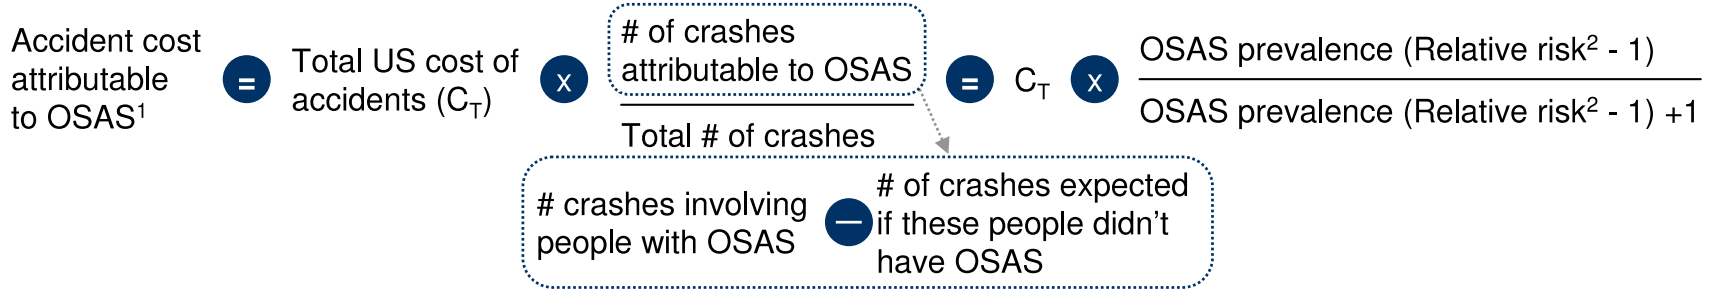 Accident cost
attributable
to OSAS¹
=
Total US cost of
accidents (C_T)
x
# of crashes
attributable to OSAS
Total # of crashes
=
C_T
x
OSAS prevalence (Relative risk² - 1)
OSAS prevalence (Relative risk² - 1) +1
# crashes involving
people with OSAS
—
# of crashes expected
if these people didn't
have OSAS